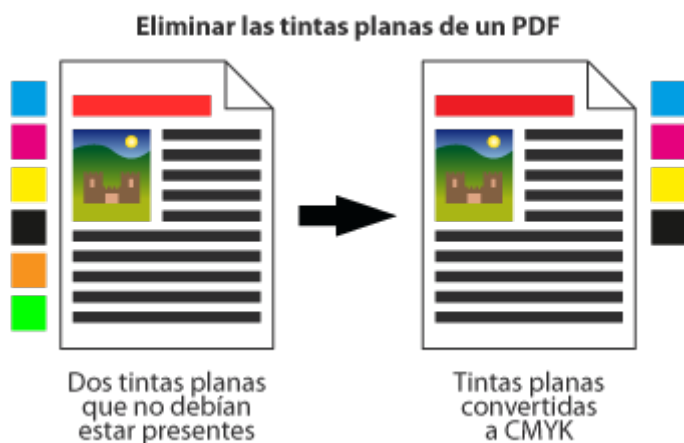 Eliminar las tintas planas de un PDF
Dos tintas planas
que no debían
estar presentes
Tintas planas
convertidas
a CMYK